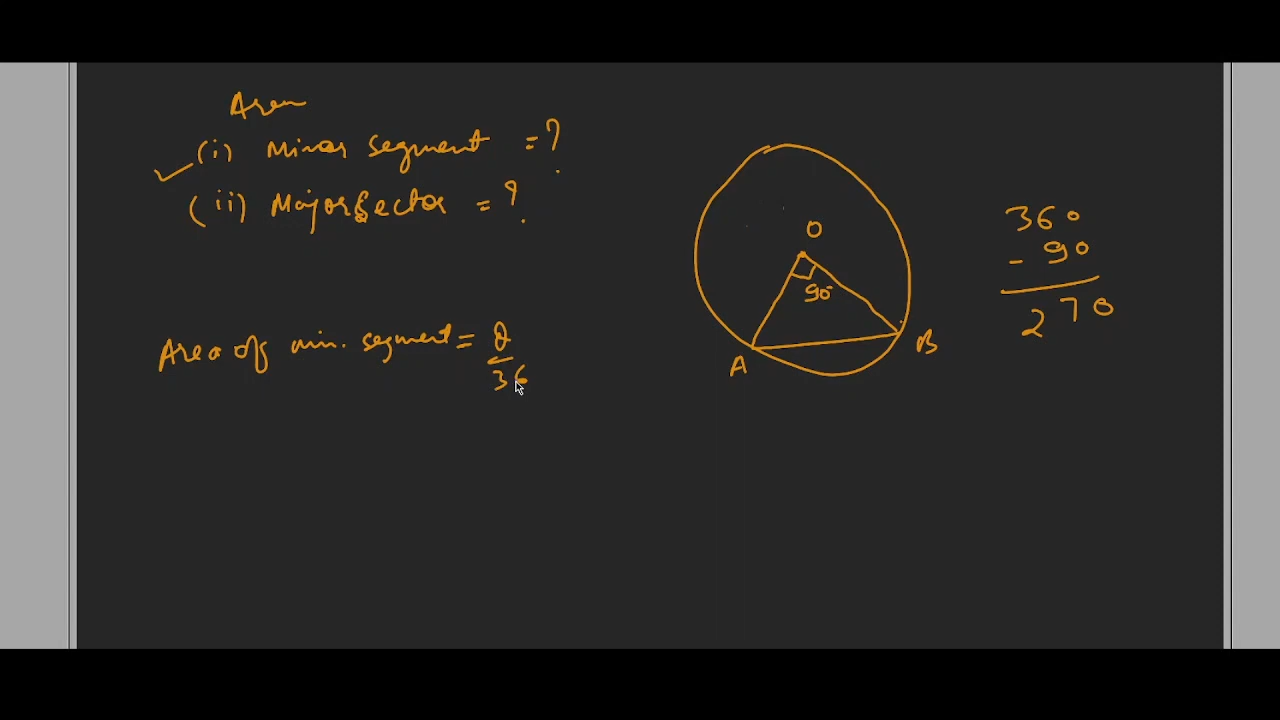 Area
(i) Minor segment = ?
(ii) Major Sector = ?
Area of min. segment = θ
36
O
90°
A
B
360
- 90
270